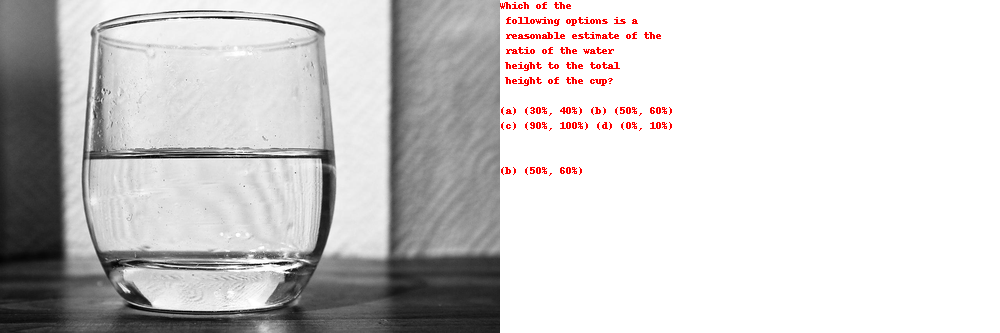 Which of the
following options is a
reasonable estimate of the
ratio of the water
height to the total
height of the cup?
(a) (30%, 40%) (b) (50%, 60%)
(c) (90%, 100%) (d) (0%, 10%)
(b) (50%, 60%)